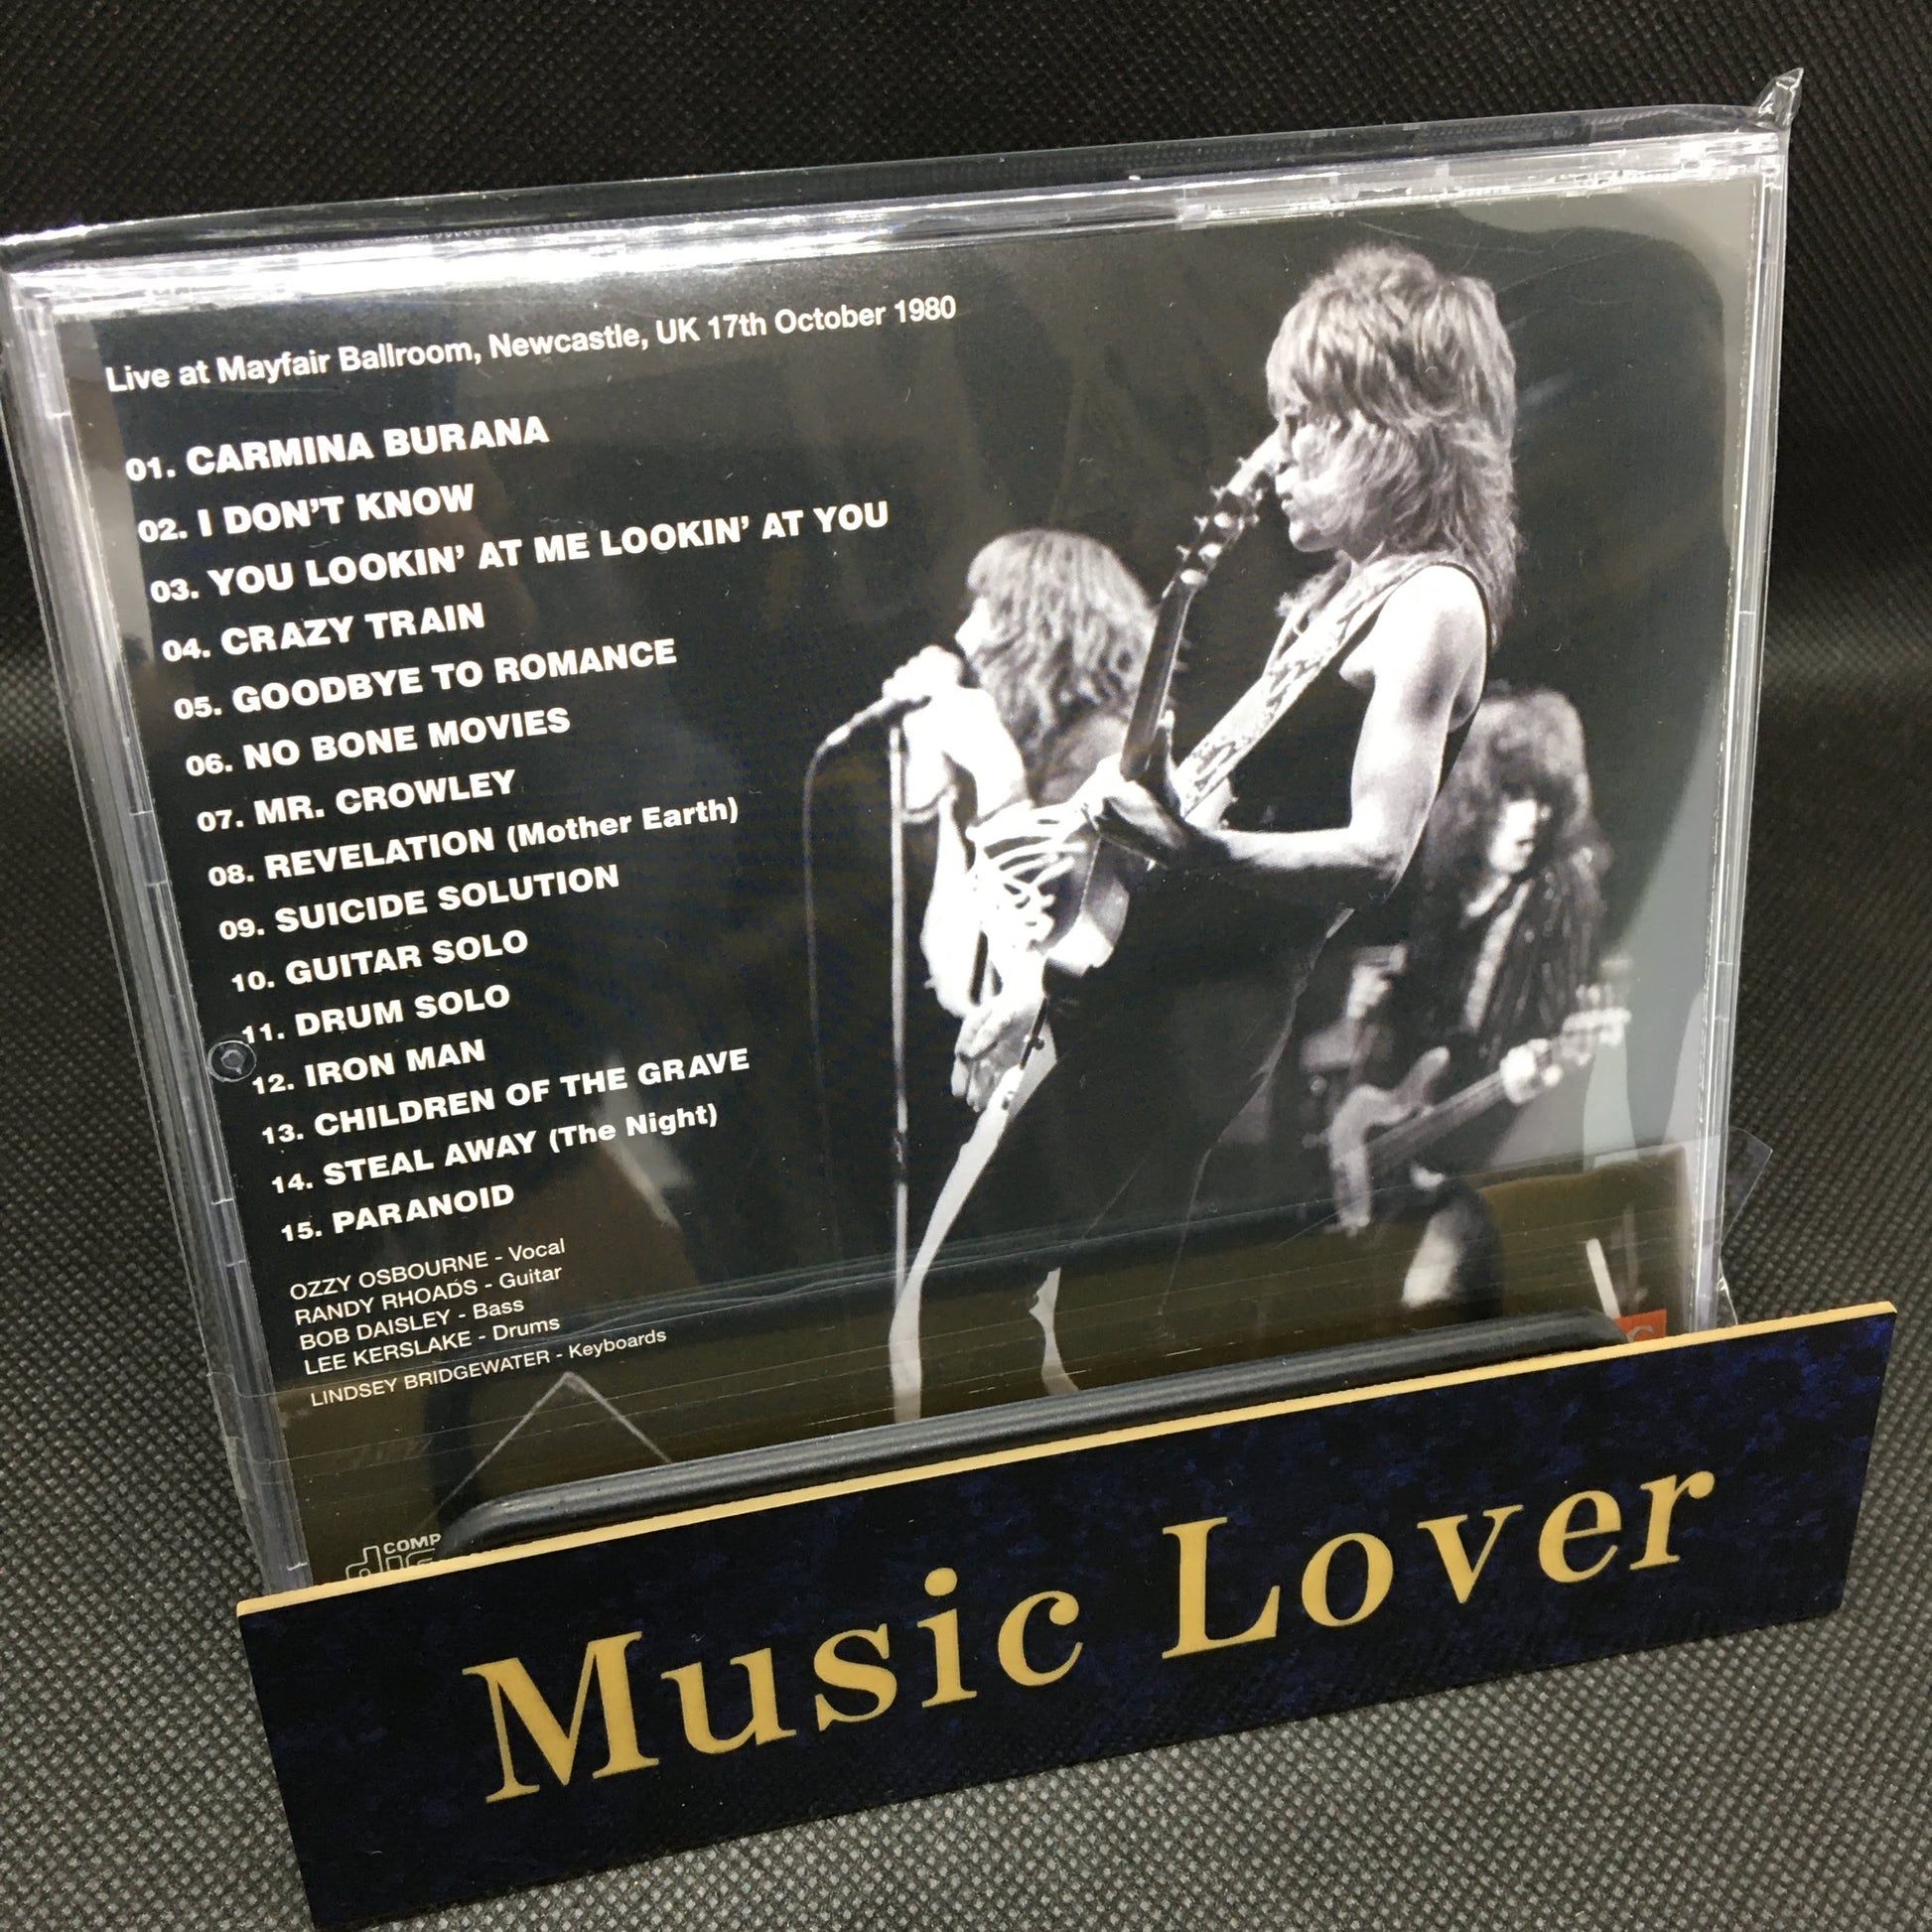 Live at Mayfair Ballroom, Newcastle, UK 17th October 1980
01. CARMINA BURANA
02. I DON'T KNOW
03. YOU LOOKIN' AT ME LOOKIN' AT YOU
04. CRAZY TRAIN
05. GOODBYE TO ROMANCE
06. NO BONE MOVIES
07. MR. CROWLEY
08. REVELATION (Mother Earth)
09. SUICIDE SOLUTION
10. GUITAR SOLO
11. DRUM SOLO
12. IRON MAN
13. CHILDREN OF THE GRAVE
14. STEAL AWAY (The Night)
15. PARANOID
OZZY OSBOURNE - Vocal
RANDY RHOADS - Guitar
BOB DAISLEY - Bass
LEE KERSLAKE - Drums
LINDSEY BRIDGEWATER - Keyboards
COMP
Music Lover